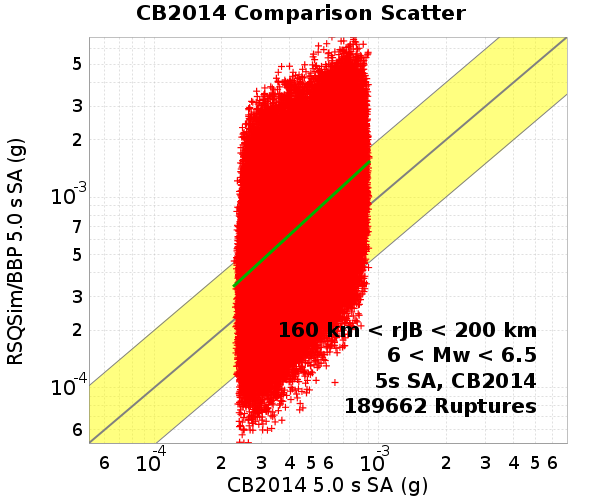 CB2014 Comparison Scatter
RSQSim/BBP 5.0 s SA (g)
5
3
2
10-3
7
5
3
2
10-4
6
160 km < rJB < 200 km
6 < Mw < 6.5
5s SA, CB2014
189662 Ruptures
6 10-4 2 3 4 5 6 10-3 2 3 4 5 6
CB2014 5.0 s SA (g)